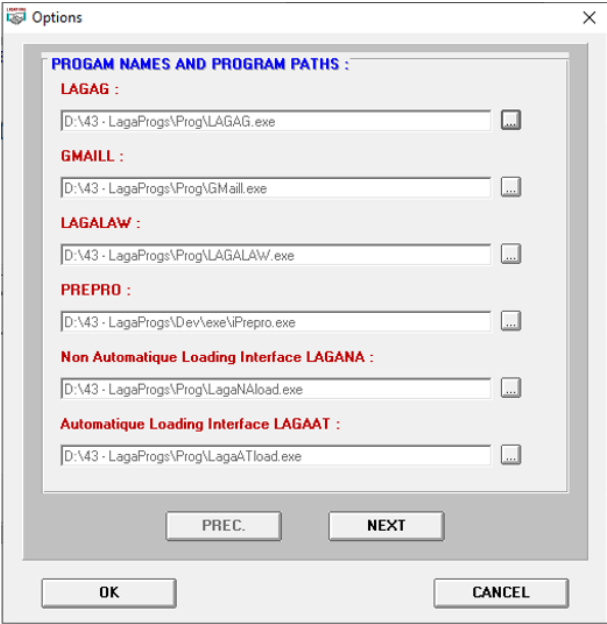 Options
PROGAM NAMES AND PROGRAM PATHS :
LAGAG :
D:\43 - LagaProgs\Prog\LAGAG.exe
...
GMAILL :
D:\43 - LagaProgs\Prog\GMaill.exe
...
LAGALAW :
D:\43 - LagaProgs\Prog\LAGALAW.exe
...
PREPRO :
D:\43 - LagaProgs\Dev\exe\iPrepro.exe
...
Non Automatique Loading Interface LAGANA :
D:\43 - LagaProgs\Prog\LagaNAload.exe
...
Automatique Loading Interface LAGAAT :
D:\43 - LagaProgs\Prog\LagaATload.exe
...
PREC. NEXT
OK CANCEL